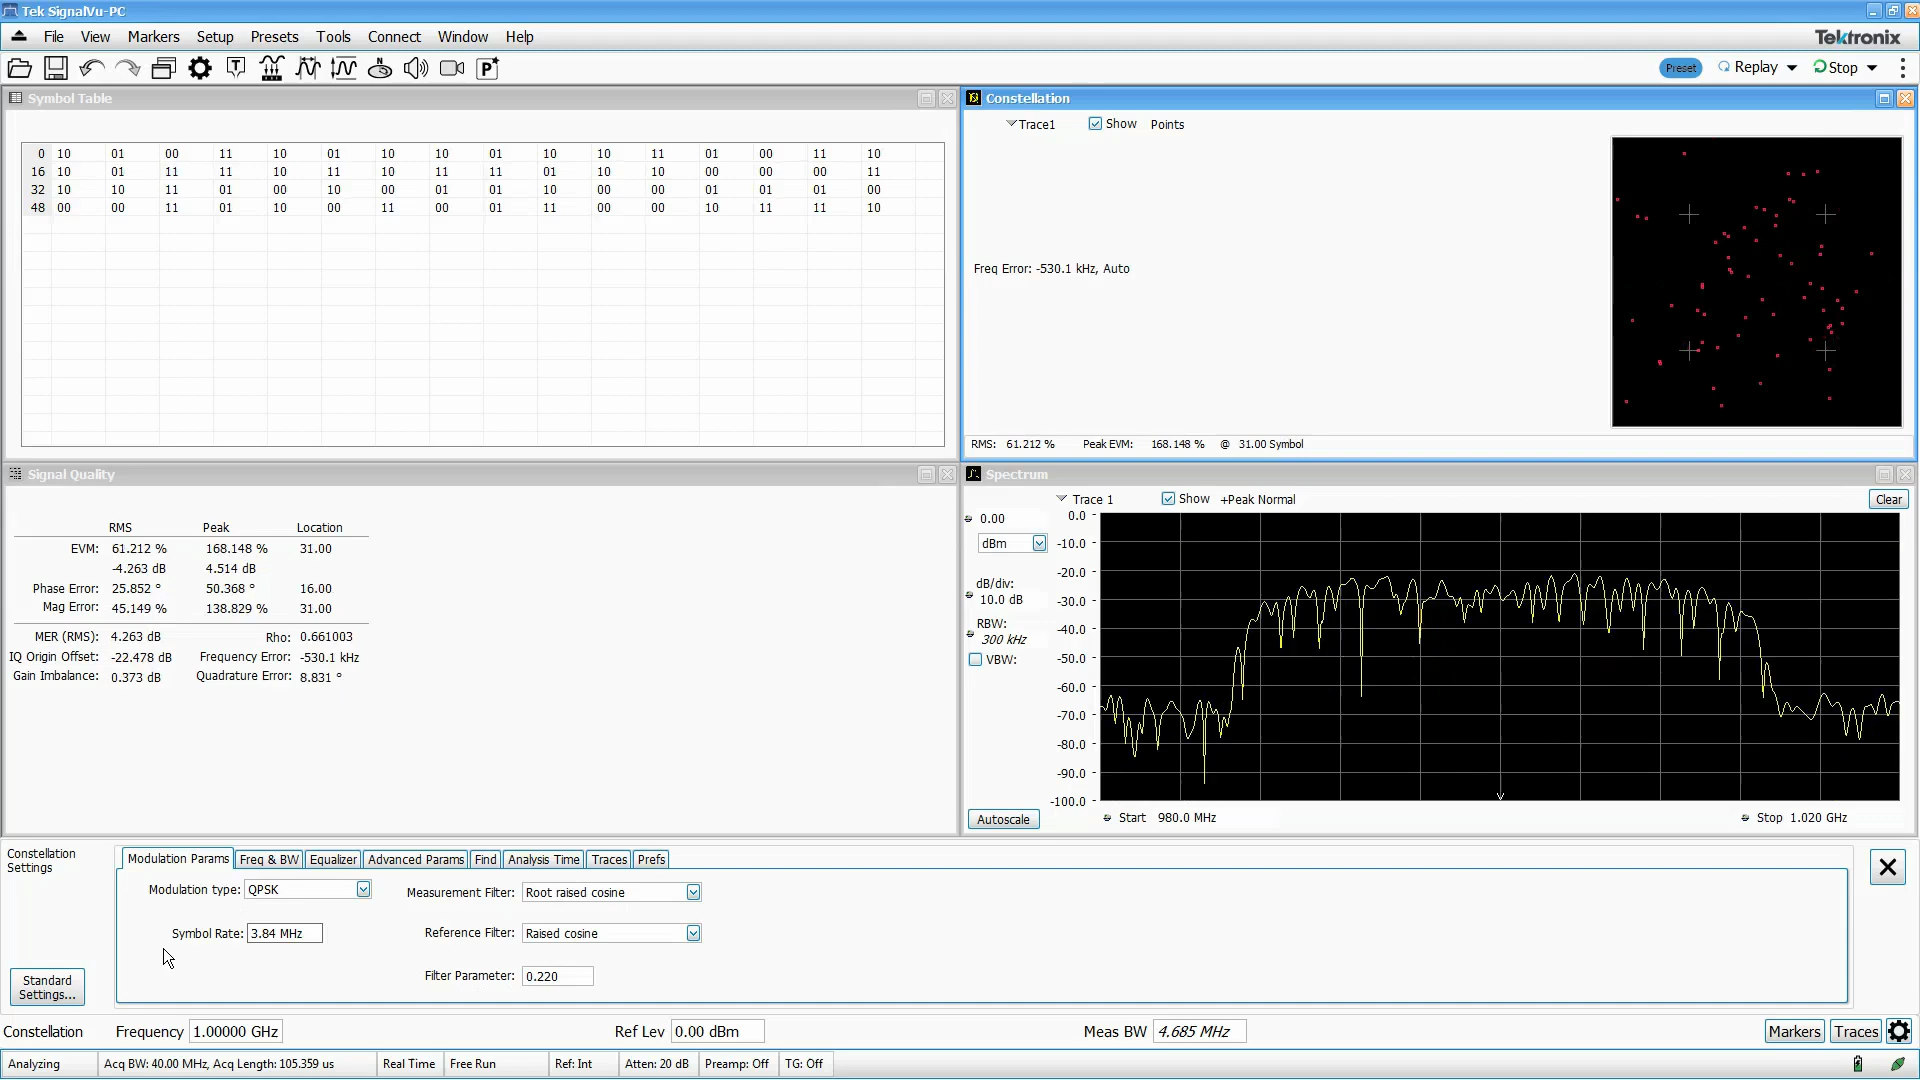 Tek SignalVu-PC
File View Markers Setup Presets Tools Connect Window Help
Tektronix
Preset Replay Stop
Symbol Table
0 10 01 00 11 10 01 10 10 01 10 10 11 01 00 11 10
16 10 01 11 11 10 11 10 11 11 01 10 10 00 00 00 11
32 10 10 11 01 00 10 00 01 01 10 00 00 01 01 01 00
48 00 00 11 01 10 00 11 00 01 11 00 00 10 11 11 10
Constellation
Trace1 Show Points
Freq Error: -530.1 kHz, Auto
RMS: 61.212 % Peak EVM: 168.148 % @ 31.00 Symbol
Signal Quality
RMS Peak Location
EVM: 61.212 % 168.148 % 31.00
-4.263 dB 4.514 dB
Phase Error: 25.852 ° 50.368 ° 16.00
Mag Error: 45.149 % 138.829 % 31.00
MER (RMS): 4.263 dB Rho: 0.661003
IQ Origin Offset: -22.478 dB Frequency Error: -530.1 kHz
Gain Imbalance: 0.373 dB Quadrature Error: 8.831 °
Spectrum
Trace 1 Show +Peak Normal Clear
0.00
dBm
dB/div:
10.0 dB
RBW:
300 kHz
VBW:
Autoscale
0.0
-10.0
-20.0
-30.0
-40.0
-50.0
-60.0
-70.0
-80.0
-90.0
-100.0
Start 980.0 MHz Stop 1.020 GHz
Constellation
Settings
Standard
Settings...
Modulation Params Freq & BW Equalizer Advanced Params Find Analysis Time Traces Prefs
Modulation type: QPSK Measurement Filter: Root raised cosine
Symbol Rate: 3.84 MHz Reference Filter: Raised cosine
Filter Parameter: 0.220
Constellation Frequency 1.00000 GHz Ref Lev 0.00 dBm Meas BW 4.685 MHz Markers Traces
Analyzing Acq BW: 40.00 MHz, Acq Length: 105.359 us Real Time Free Run Ref: Int Atten: 20 dB Preamp: Off TG: Off